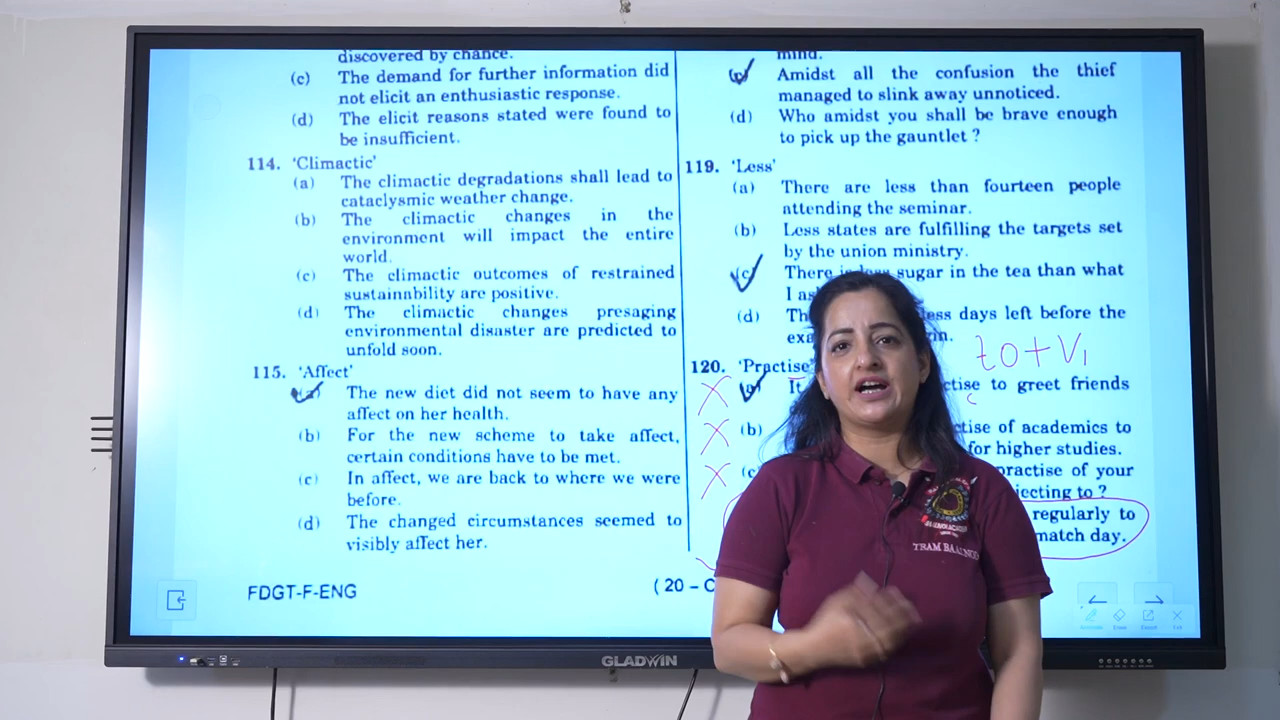 discovered by chance.
(c) The demand for further information did
not elicit an enthusiastic response.
(d) The elicit reasons stated were found to
be insufficient.
114. ‘Climactic’
(a) The climactic degradations shall lead to
cataclysmic weather change.
(b) The climactic changes in the
environment will impact the entire
world.
(c) The climactic outcomes of restrained
sustainability are positive.
(d) The climactic changes presaging
environmental disaster are predicted to
unfold soon.
115. ‘Affect’
(a) The new diet did not seem to have any
affect on her health.
(b) For the new scheme to take affect,
certain conditions have to be met.
(c) In affect, we are back to where we were
before.
(d) The changed circumstances seemed to
visibly affect her.
FDGT-F-ENG
(20 – C
mind.
Amidst all the confusion the thief
managed to slink away unnoticed.
(d) Who amidst you shall be brave enough
to pick up the gauntlet ?
119. ‘Less’
(a) There are less than fourteen people
attending the seminar.
(b) Less states are fulfilling the targets set
by the union ministry.
(c) There is less sugar in the tea than what
I
(d) less days left before the
to + V1
120. ‘Practise’
(a) It to greet friends
c
(b) of academics to
for higher studies.
(c) practise of your
regularly to
match day.
GLADWIN